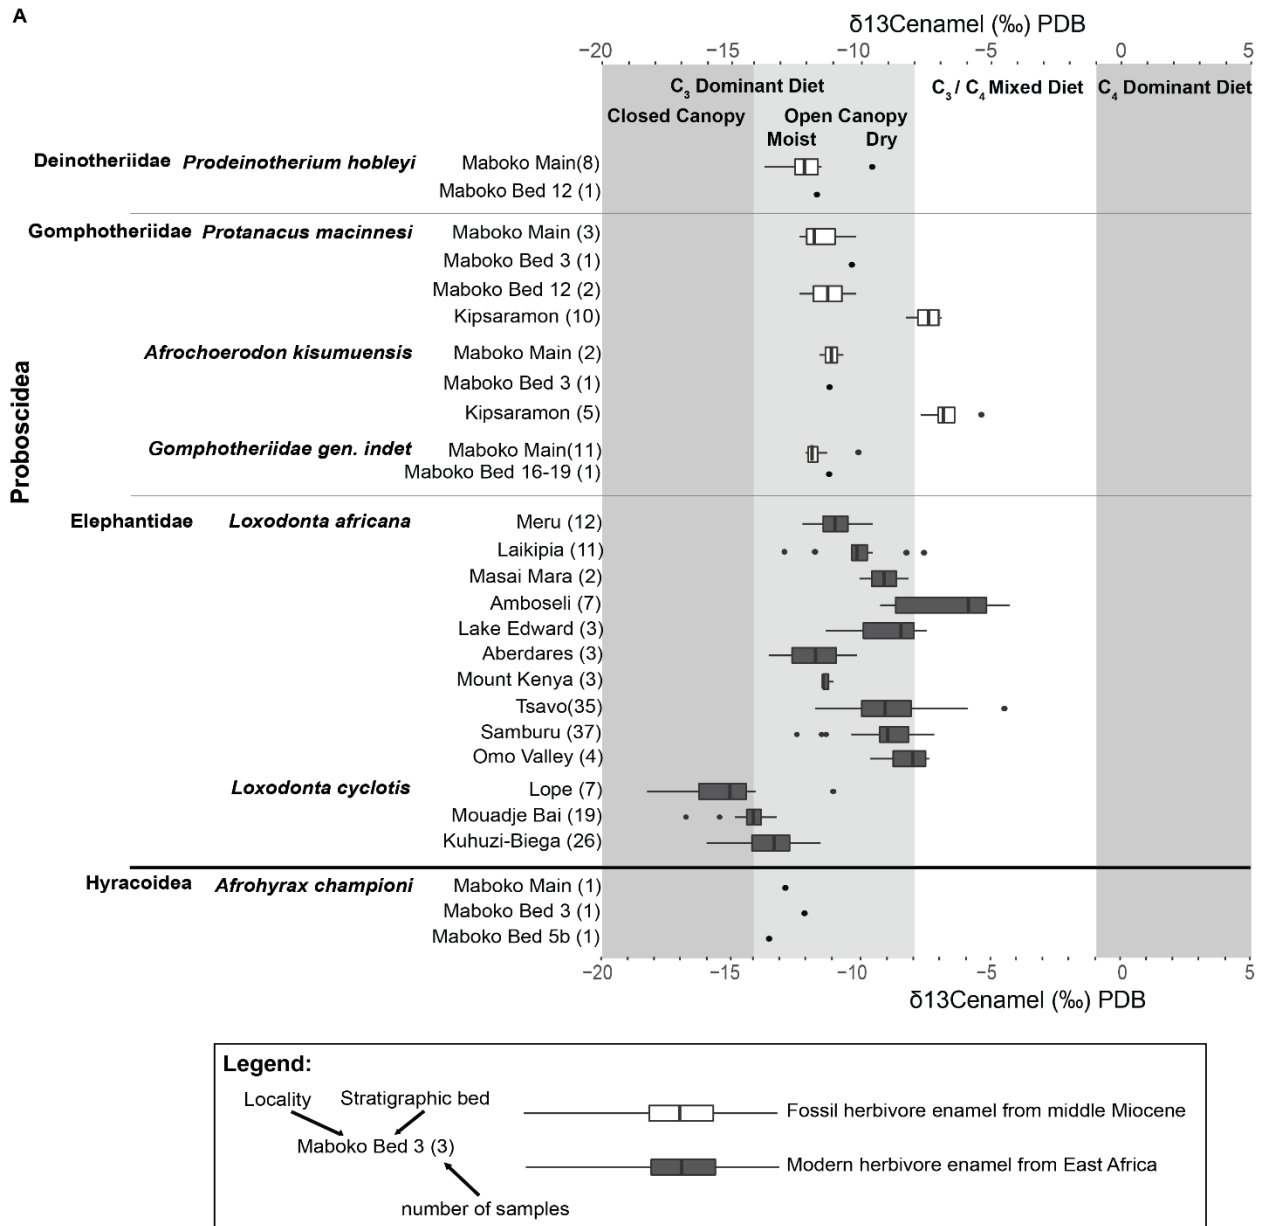 A
δ13Cenamel (‰) PDB
−20 −15 −10 −5 0 5
C3 Dominant Diet C3 / C4 Mixed Diet C4 Dominant Diet
Closed Canopy Open Canopy
Moist Dry
Proboscidea
Deinotheriidae Prodeinotherium hobleyi Maboko Main(8)
Maboko Bed 12 (1)
Gomphotheriidae Protanacus macinnesi Maboko Main (3)
Maboko Bed 3 (1)
Maboko Bed 12 (2)
Kipsaramon (10)
Afrochoerodon kisumuensis Maboko Main (2)
Maboko Bed 3 (1)
Kipsaramon (5)
Gomphotheriidae gen. indet Maboko Main(11)
Maboko Bed 16-19 (1)
Elephantidae Loxodonta africana Meru (12)
Laikipia (11)
Masai Mara (2)
Amboseli (7)
Lake Edward (3)
Aberdares (3)
Mount Kenya (3)
Tsavo(35)
Samburu (37)
Omo Valley (4)
Loxodonta cyclotis Lope (7)
Mouadje Bai (19)
Kuhuzi-Biega (26)
Hyracoidea Afrohyrax championi Maboko Main (1)
Maboko Bed 3 (1)
Maboko Bed 5b (1)
−20 −15 −10 −5 0 5
δ13Cenamel (‰) PDB
Legend:
Locality Stratigraphic bed
Maboko Bed 3 (3)
number of samples
Fossil herbivore enamel from middle Miocene
Modern herbivore enamel from East Africa